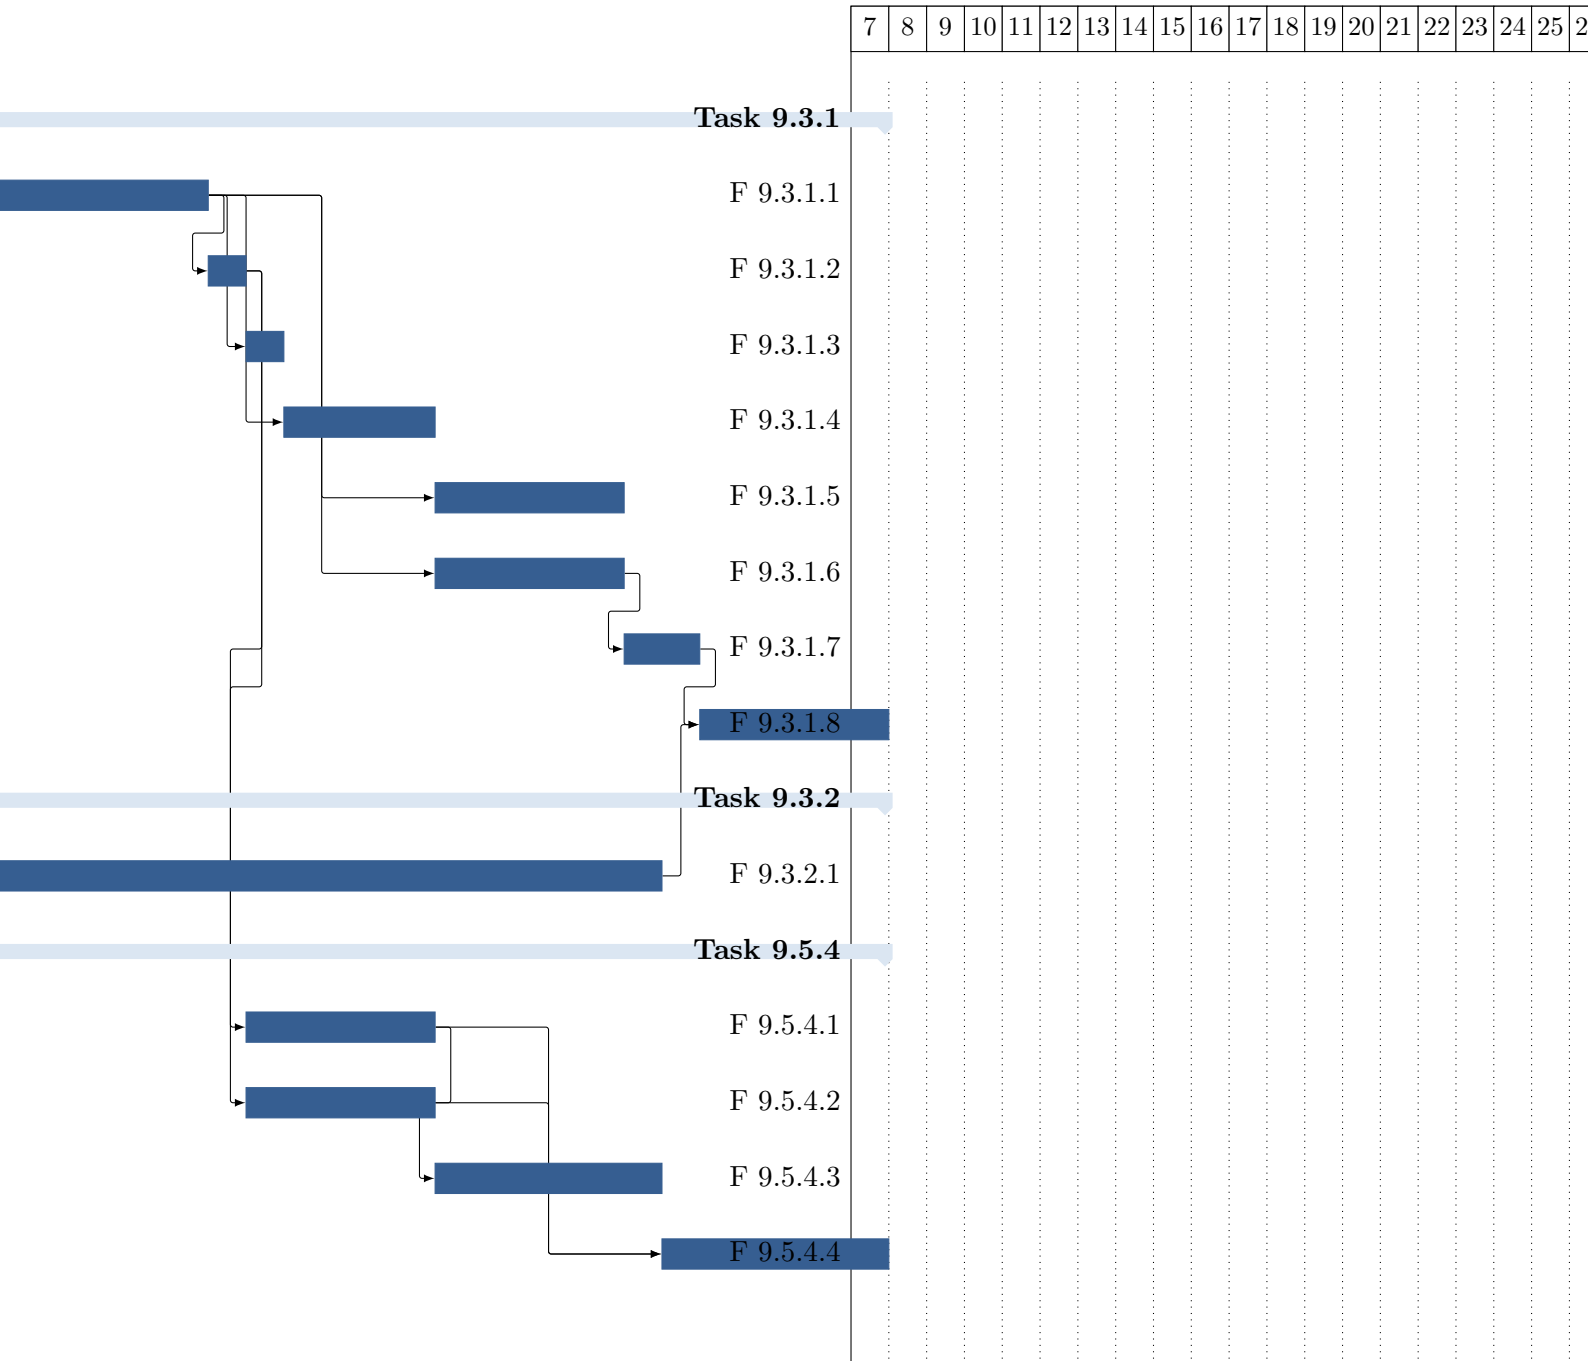 7 8 9 10 11 12 13 14 15 16 17 18 19 20 21 22 23 24 25 2
Task 9.3.1
F 9.3.1.1
F 9.3.1.2
F 9.3.1.3
F 9.3.1.4
F 9.3.1.5
F 9.3.1.6
F 9.3.1.7
F 9.3.1.8
Task 9.3.2
F 9.3.2.1
Task 9.5.4
F 9.5.4.1
F 9.5.4.2
F 9.5.4.3
F 9.5.4.4